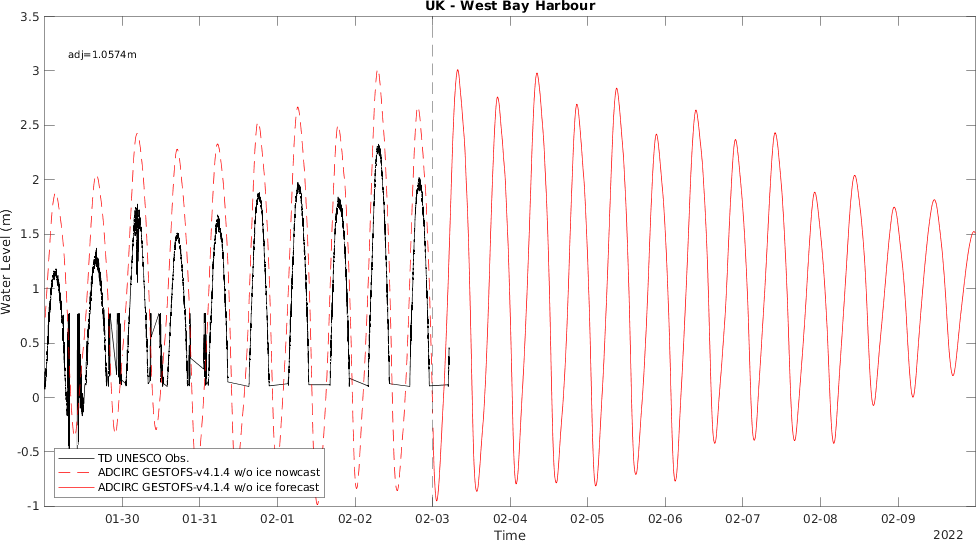 UK - West Bay Harbour
adj=1.0574m
3.5
3
2.5
2
1.5
1
0.5
0
-0.5
-1
Water Level (m)
TD UNESCO Obs.
ADCIRC GESTOFS-v4.1.4 w/o ice nowcast
ADCIRC GESTOFS-v4.1.4 w/o ice forecast
01-30 01-31 02-01 02-02 02-03 02-04 02-05 02-06 02-07 02-08 02-09
Time
2022